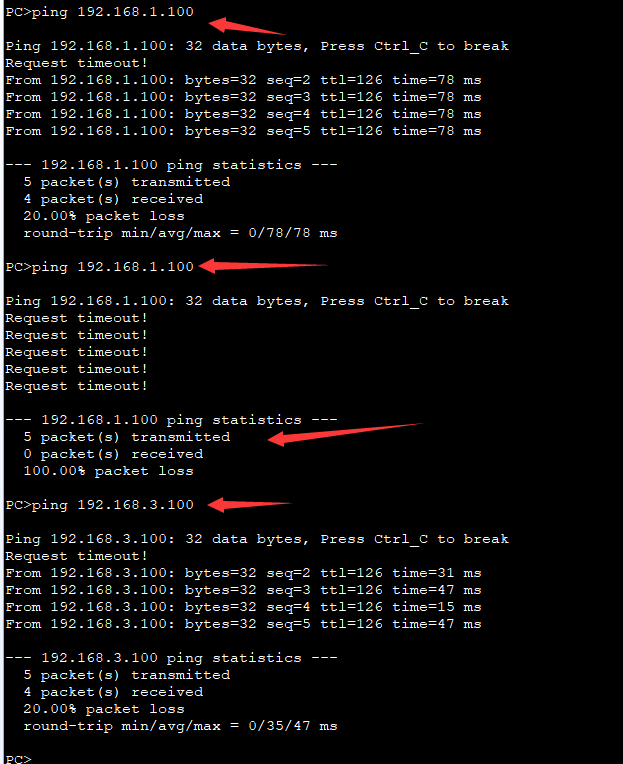 PC>ping 192.168.1.100
Ping 192.168.1.100: 32 data bytes, Press Ctrl_C to break
Request timeout!
From 192.168.1.100: bytes=32 seq=2 ttl=126 time=78 ms
From 192.168.1.100: bytes=32 seq=3 ttl=126 time=78 ms
From 192.168.1.100: bytes=32 seq=4 ttl=126 time=78 ms
From 192.168.1.100: bytes=32 seq=5 ttl=126 time=78 ms
--- 192.168.1.100 ping statistics ---
5 packet(s) transmitted
4 packet(s) received
20.00% packet loss
round-trip min/avg/max = 0/78/78 ms
PC>ping 192.168.1.100
Ping 192.168.1.100: 32 data bytes, Press Ctrl_C to break
Request timeout!
Request timeout!
Request timeout!
Request timeout!
Request timeout!
--- 192.168.1.100 ping statistics ---
5 packet(s) transmitted
0 packet(s) received
100.00% packet loss
PC>ping 192.168.3.100
Ping 192.168.3.100: 32 data bytes, Press Ctrl_C to break
Request timeout!
From 192.168.3.100: bytes=32 seq=2 ttl=126 time=31 ms
From 192.168.3.100: bytes=32 seq=3 ttl=126 time=47 ms
From 192.168.3.100: bytes=32 seq=4 ttl=126 time=15 ms
From 192.168.3.100: bytes=32 seq=5 ttl=126 time=47 ms
--- 192.168.3.100 ping statistics ---
5 packet(s) transmitted
4 packet(s) received
20.00% packet loss
round-trip min/avg/max = 0/35/47 ms
PC>